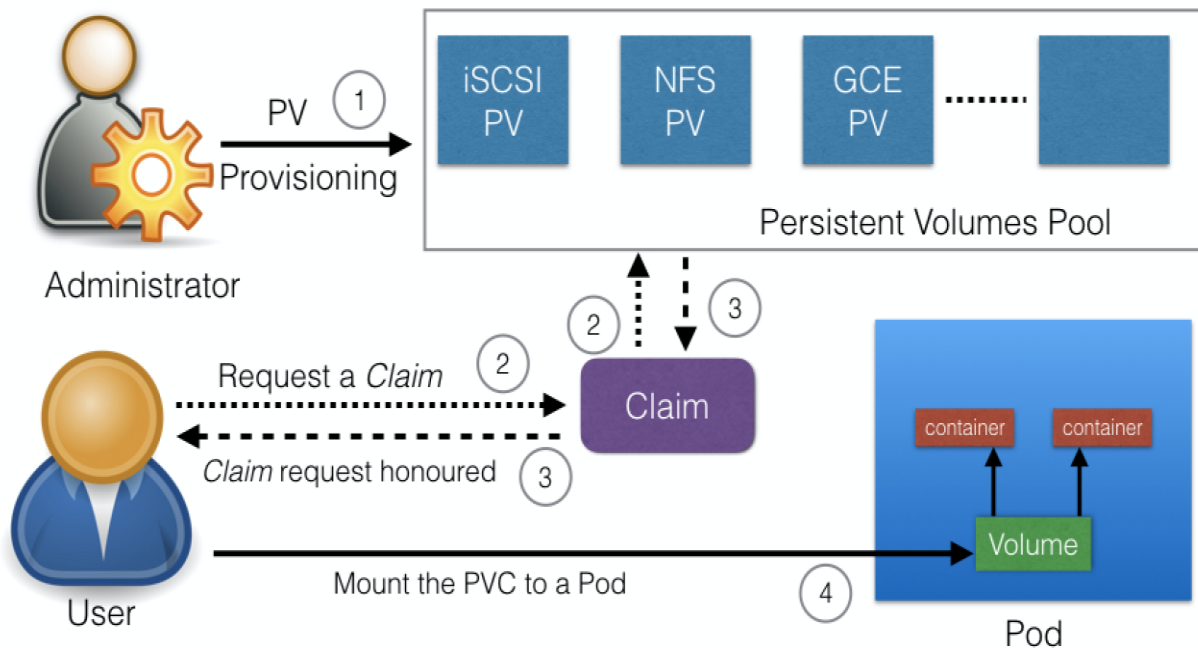 PV
1
Provisioning
Administrator
iSCSI
PV
NFS
PV
GCE
PV
Persistent Volumes Pool
2
3
Request a Claim
2
Claim
Claim request honoured
3
User
Mount the PVC to a Pod
4
container
container
Volume
Pod